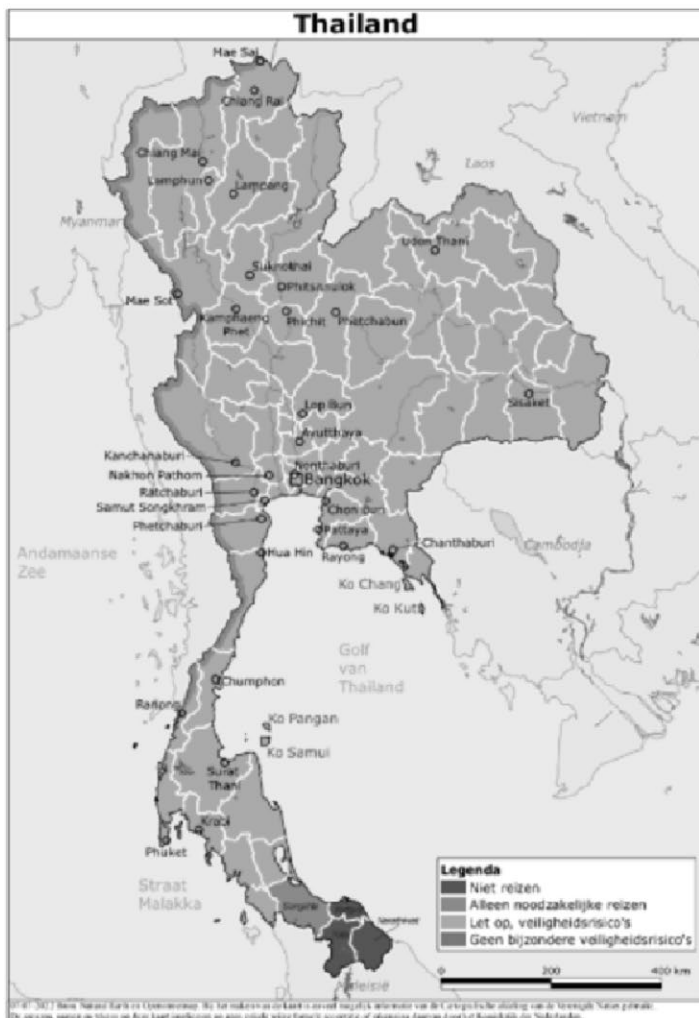 Thailand
Mae Sai
Chiang Rai
Vietnam
Laos
Chiang Mai
Lamphun
Lampang
Myanmar
Udon Thani
Sukhothai
Phitsanulok
Mae Sot
Kamphaeng
Phet
Phichit
Phetchabun
Sisaket
Lop Buri
Ayutthaya
Kanchanaburi
Nonthaburi
Nakhon Pathom
Bangkok
Ratchaburi
Samut Songkhram
Chon Buri
Phetchaburi
Pattaya
Chanthaburi
Cambodja
Andamaanse
Zee
Hua Hin
Rayong
Ko Chang
Ko Kut
Golf
van
Thailand
Chumphon
Ranong
Ko Pangan
Ko Samui
Surat
Thani
Krabi
Phuket
Straat
Malakka
Maleisië
Legenda
Niet reizen
Alleen noodzakelijke reizen
Let op, veiligheidsrisico's
Geen bijzondere veiligheidsrisico's
0 200 400 km